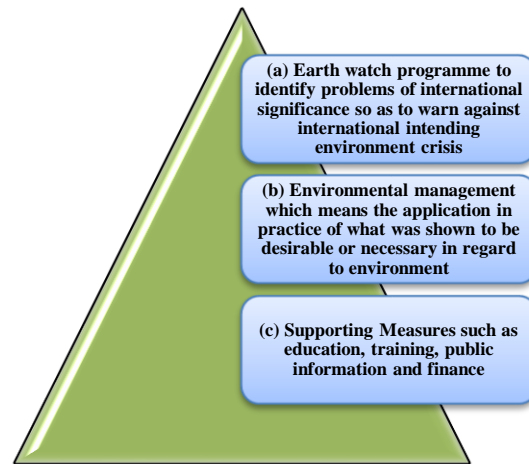 (a) Earth watch programme to
identify problems of international
significance so as to warn against
international intending
environment crisis
(b) Environmental management
which means the application in
practice of what was shown to be
desirable or necessary in regard
to environment
(c) Supporting Measures such as
education, training, public
information and finance